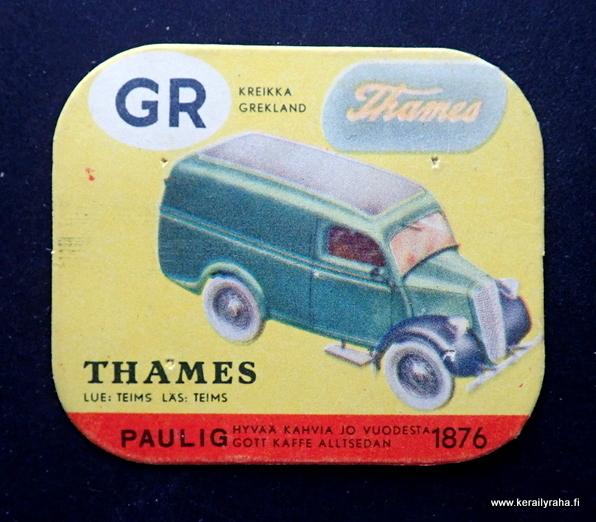 GR
KREIKKA
GREKLAND
Thames
THAMES
LUE: TEIMS LÄS: TEIMS
PAULIG HYVÄÄ KAHVIA JO VUODESTA 1876
GOTT KAFFE ALLTSEDAN
www.kerailyraha.fi